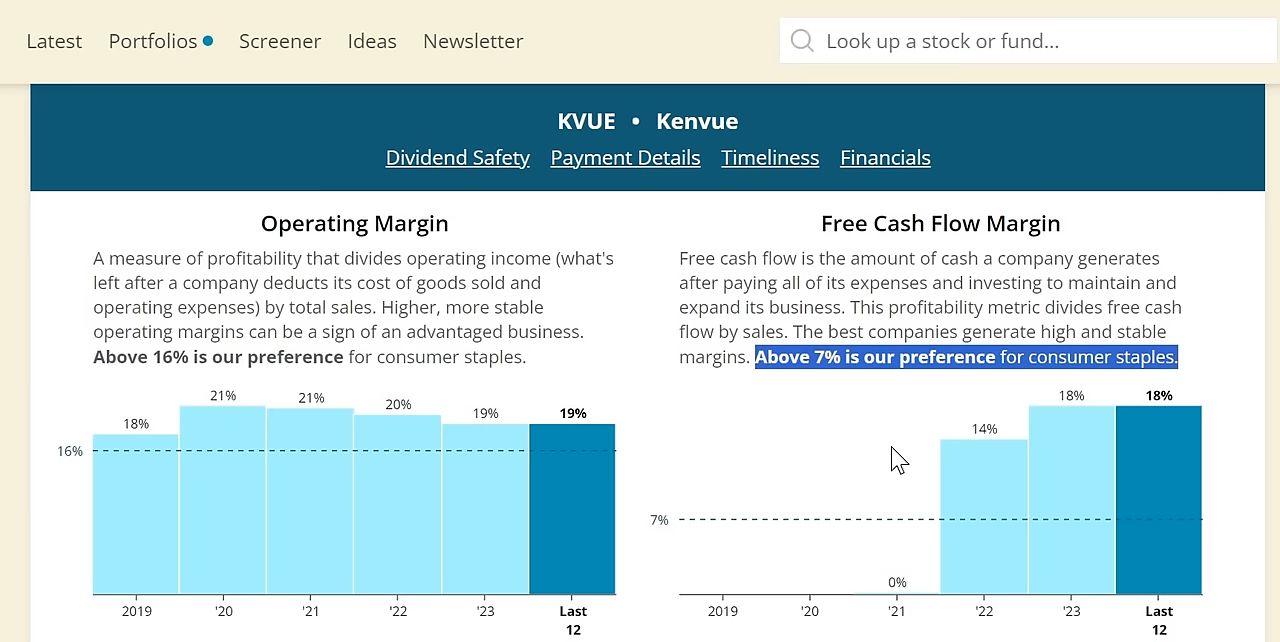 Latest Portfolios Screener Ideas Newsletter Look up a stock or fund...
KVUE • Kenvue
Dividend Safety Payment Details Timeliness Financials
Operating Margin
A measure of profitability that divides operating income (what's
left after a company deducts its cost of goods sold and
operating expenses) by total sales. Higher, more stable
operating margins can be a sign of an advantaged business.
Above 16% is our preference for consumer staples.
18%
21%
21%
20%
19%
19%
16%
2019 '20 '21 '22 '23 Last
12
Free Cash Flow Margin
Free cash flow is the amount of cash a company generates
after paying all of its expenses and investing to maintain and
expand its business. This profitability metric divides free cash
flow by sales. The best companies generate high and stable
margins. Above 7% is our preference for consumer staples.
0%
14%
18%
18%
7%
2019 '20 '21 '22 '23 Last
12